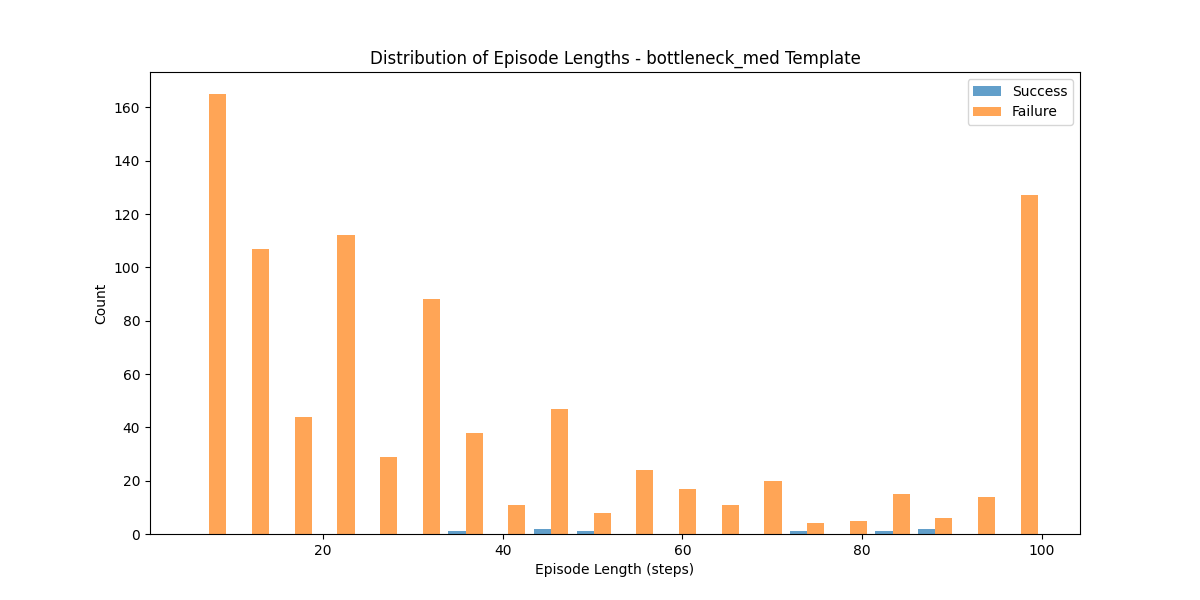 Distribution of Episode Lengths - bottleneck_med Template
Success
Failure
Count
160
140
120
100
80
60
40
20
0
20 40 60 80 100
Episode Length (steps)